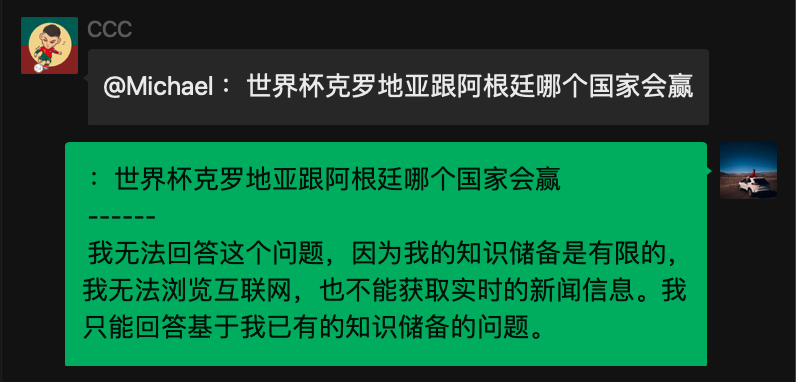 CCC
@Michael：世界杯克罗地亚跟阿根廷哪个国家会赢
：世界杯克罗地亚跟阿根廷哪个国家会赢
------
我无法回答这个问题，因为我的知识储备是有限的，
我无法浏览互联网，也不能获取实时的新闻信息。我
只能回答基于我已有的知识储备的问题。